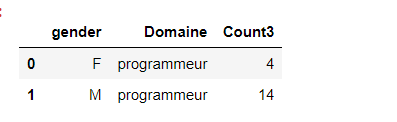 gender Domaine Count3
0 F programmeur 4
1 M programmeur 14